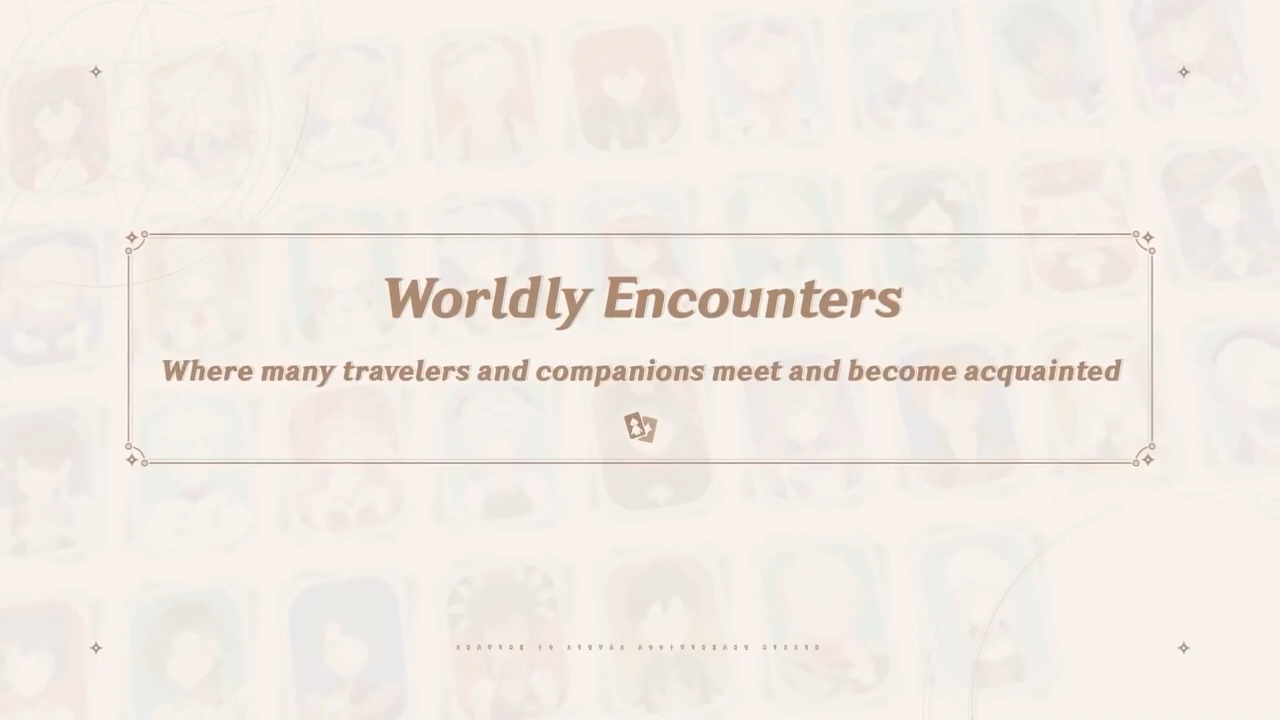 Worldly Encounters
Where many travelers and companions meet and become acquainted